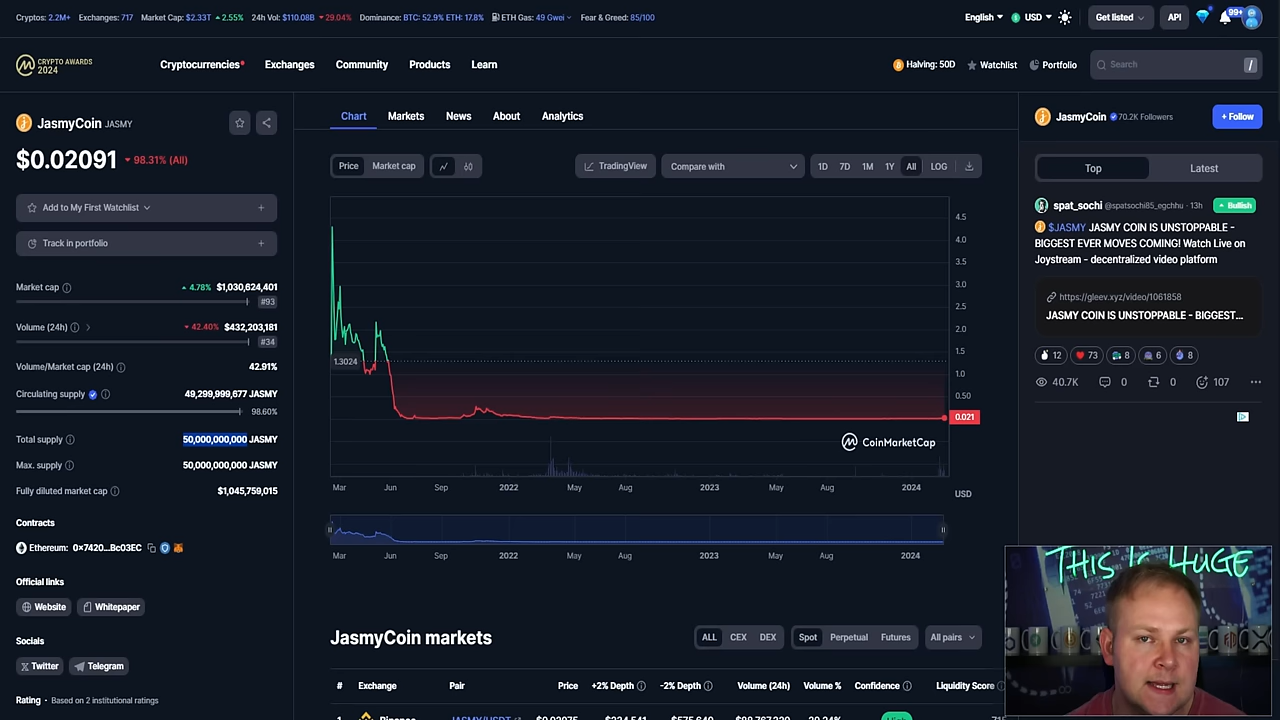 Cryptos: 2.2M+ Exchanges: 717 Market Cap: $2.33T 2.55% 24h Vol: $110.08B 29.04% Dominance: BTC: 52.9% ETH: 17.8% ETH Gas: 49 Gwei Fear & Greed: 85/100
English USD Get listed API 99+
CRYPTO AWARDS
2024
Cryptocurrencies Exchanges Community Products Learn
Halving: 50D Watchlist Portfolio Search /
JasmyCoin JASMY
$0.02091 98.31% (All)
Add to My First Watchlist +
Track in portfolio +
Market cap 4.78% $1,030,624,401
#93
Volume (24h) 42.40% $432,203,181
#34
Volume/Market cap (24h) 42.91%
Circulating supply 49,299,999,677 JASMY
98.60%
Total supply 50,000,000,000 JASMY
Max. supply 50,000,000,000 JASMY
Fully diluted market cap $1,045,759,015
Contracts
Ethereum: 0x7420...Bc03EC
Official links
Website Whitepaper
Socials
Twitter Telegram
Rating · Based on 2 institutional ratings
Chart Markets News About Analytics
Price Market cap TradingView Compare with 1D 7D 1M 1Y All LOG
4.5
4.0
3.5
3.0
2.5
2.0
1.5
1.0
0.50
1.3024
0.021
CoinMarketCap
Mar Jun Sep 2022 May Aug 2023 May Aug 2024 USD
Mar Jun Sep 2022 May Aug 2023 May Aug 2024
JasmyCoin markets
ALL CEX DEX Spot Perpetual Futures All pairs
# Exchange Pair Price +2% Depth -2% Depth Volume (24h) Volume % Confidence Liquidity Score
JasmyCoin 70.2K Followers + Follow
Top Latest
spat_sochi @spatsochi85_egchhu · 13h Bullish
$JASMY JASMY COIN IS UNSTOPPABLE -
BIGGEST EVER MOVES COMING! Watch Live on
Joystream - decentralized video platform
https://gleev.xyz/video/1061858
JASMY COIN IS UNSTOPPABLE - BIGGEST...
12 73 8 6 8
40.7K 0 0 107
THIS IS HUGE